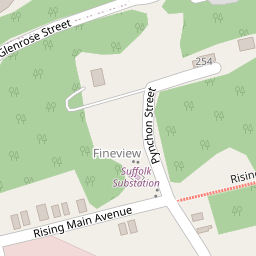 Glenrose Street
254
Pynchon Street
Fineview
Suffolk
Substation
Rising
Rising Main Avenue